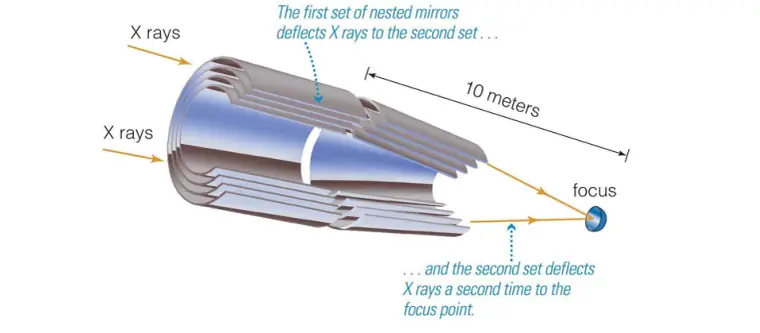 The first set of nested mirrors
deflects X rays to the second set . . .
X rays
10 meters
X rays
focus
. . . and the second set deflects
X rays a second time to the
focus point.